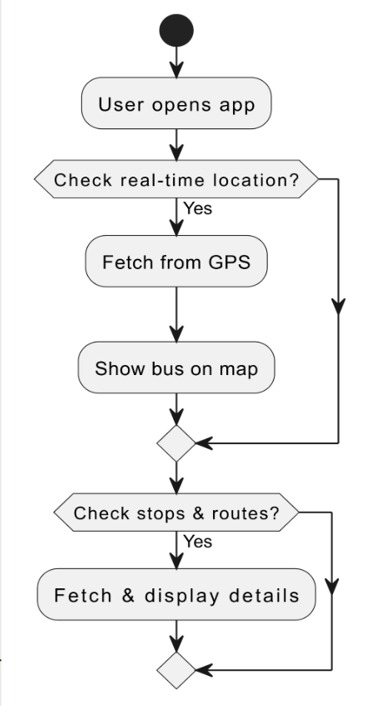 User opens app
Check real-time location?
Yes
Fetch from GPS
Show bus on map
Check stops & routes?
Yes
Fetch & display details